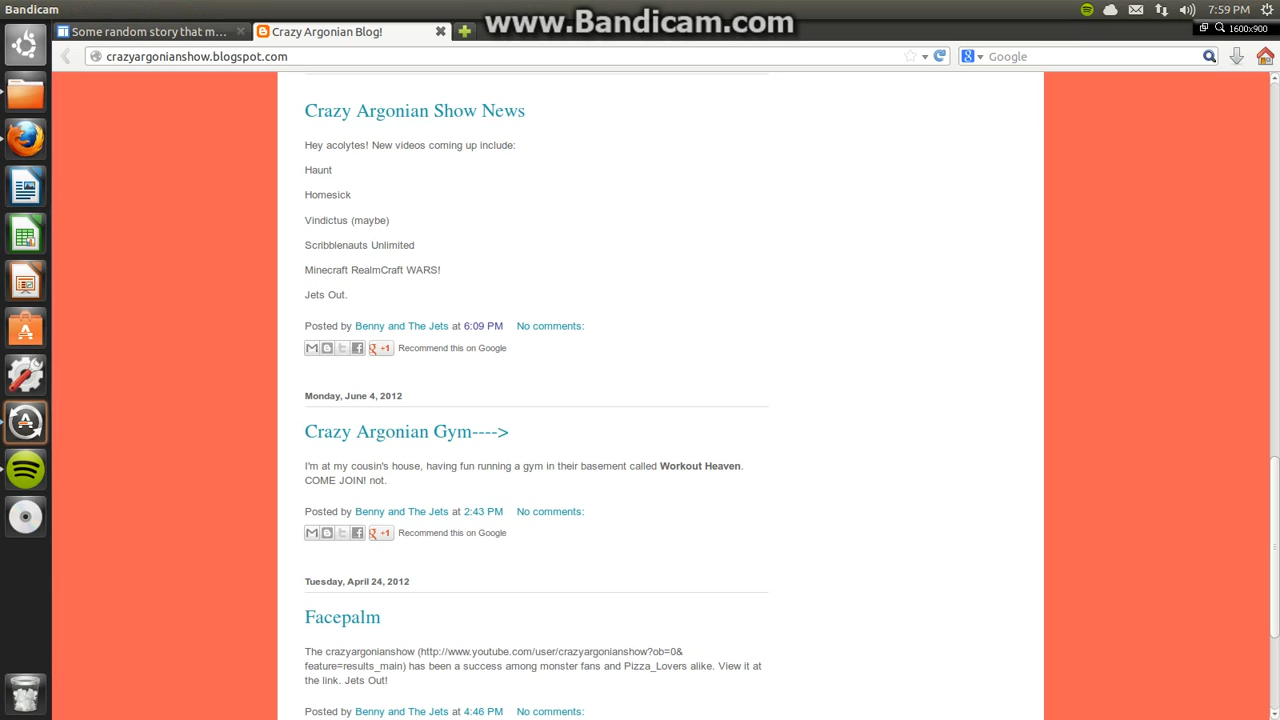 Bandicam
www.Bandicam.com
7:59 PM
1600x900
Some random story that m...
Crazy Argonian Blog!
crazyargonianshow.blogspot.com
Google
Crazy Argonian Show News
Hey acolytes! New videos coming up include:
Haunt
Homesick
Vindictus (maybe)
Scribblenauts Unlimited
Minecraft RealmCraft WARS!
Jets Out.
Posted by Benny and The Jets at 6:09 PM No comments:
+1 Recommend this on Google
Monday, June 4, 2012
Crazy Argonian Gym---->
I'm at my cousin's house, having fun running a gym in their basement called Workout Heaven.
COME JOIN! not.
Posted by Benny and The Jets at 2:43 PM No comments:
+1 Recommend this on Google
Tuesday, April 24, 2012
Facepalm
The crazyargonianshow (http://www.youtube.com/user/crazyargonianshow?ob=0&
feature=results_main) has been a success among monster fans and Pizza_Lovers alike. View it at
the link. Jets Out!
Posted by Benny and The Jets at 4:46 PM No comments: